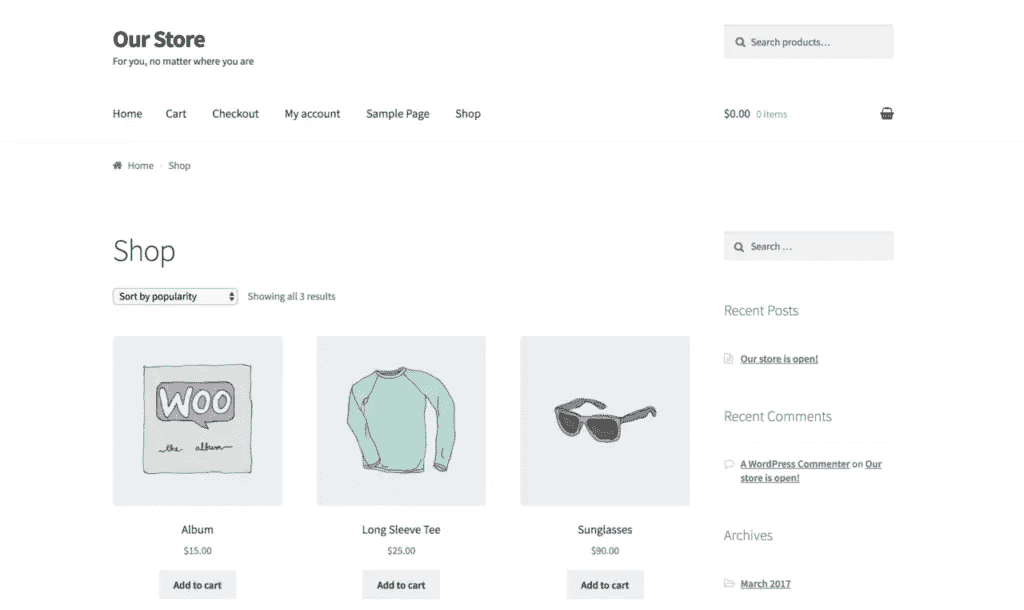 Our Store
For you, no matter where you are
Search products...
Home Cart Checkout My account Sample Page Shop
$0.00 0 items
Home Shop
Shop
Sort by popularity Showing all 3 results
WOO
the album
Album
$15.00
Add to cart
Long Sleeve Tee
$25.00
Add to cart
Sunglasses
$90.00
Add to cart
Search ...
Recent Posts
Our store is open!
Recent Comments
A WordPress Commenter on Our
store is open!
Archives
March 2017